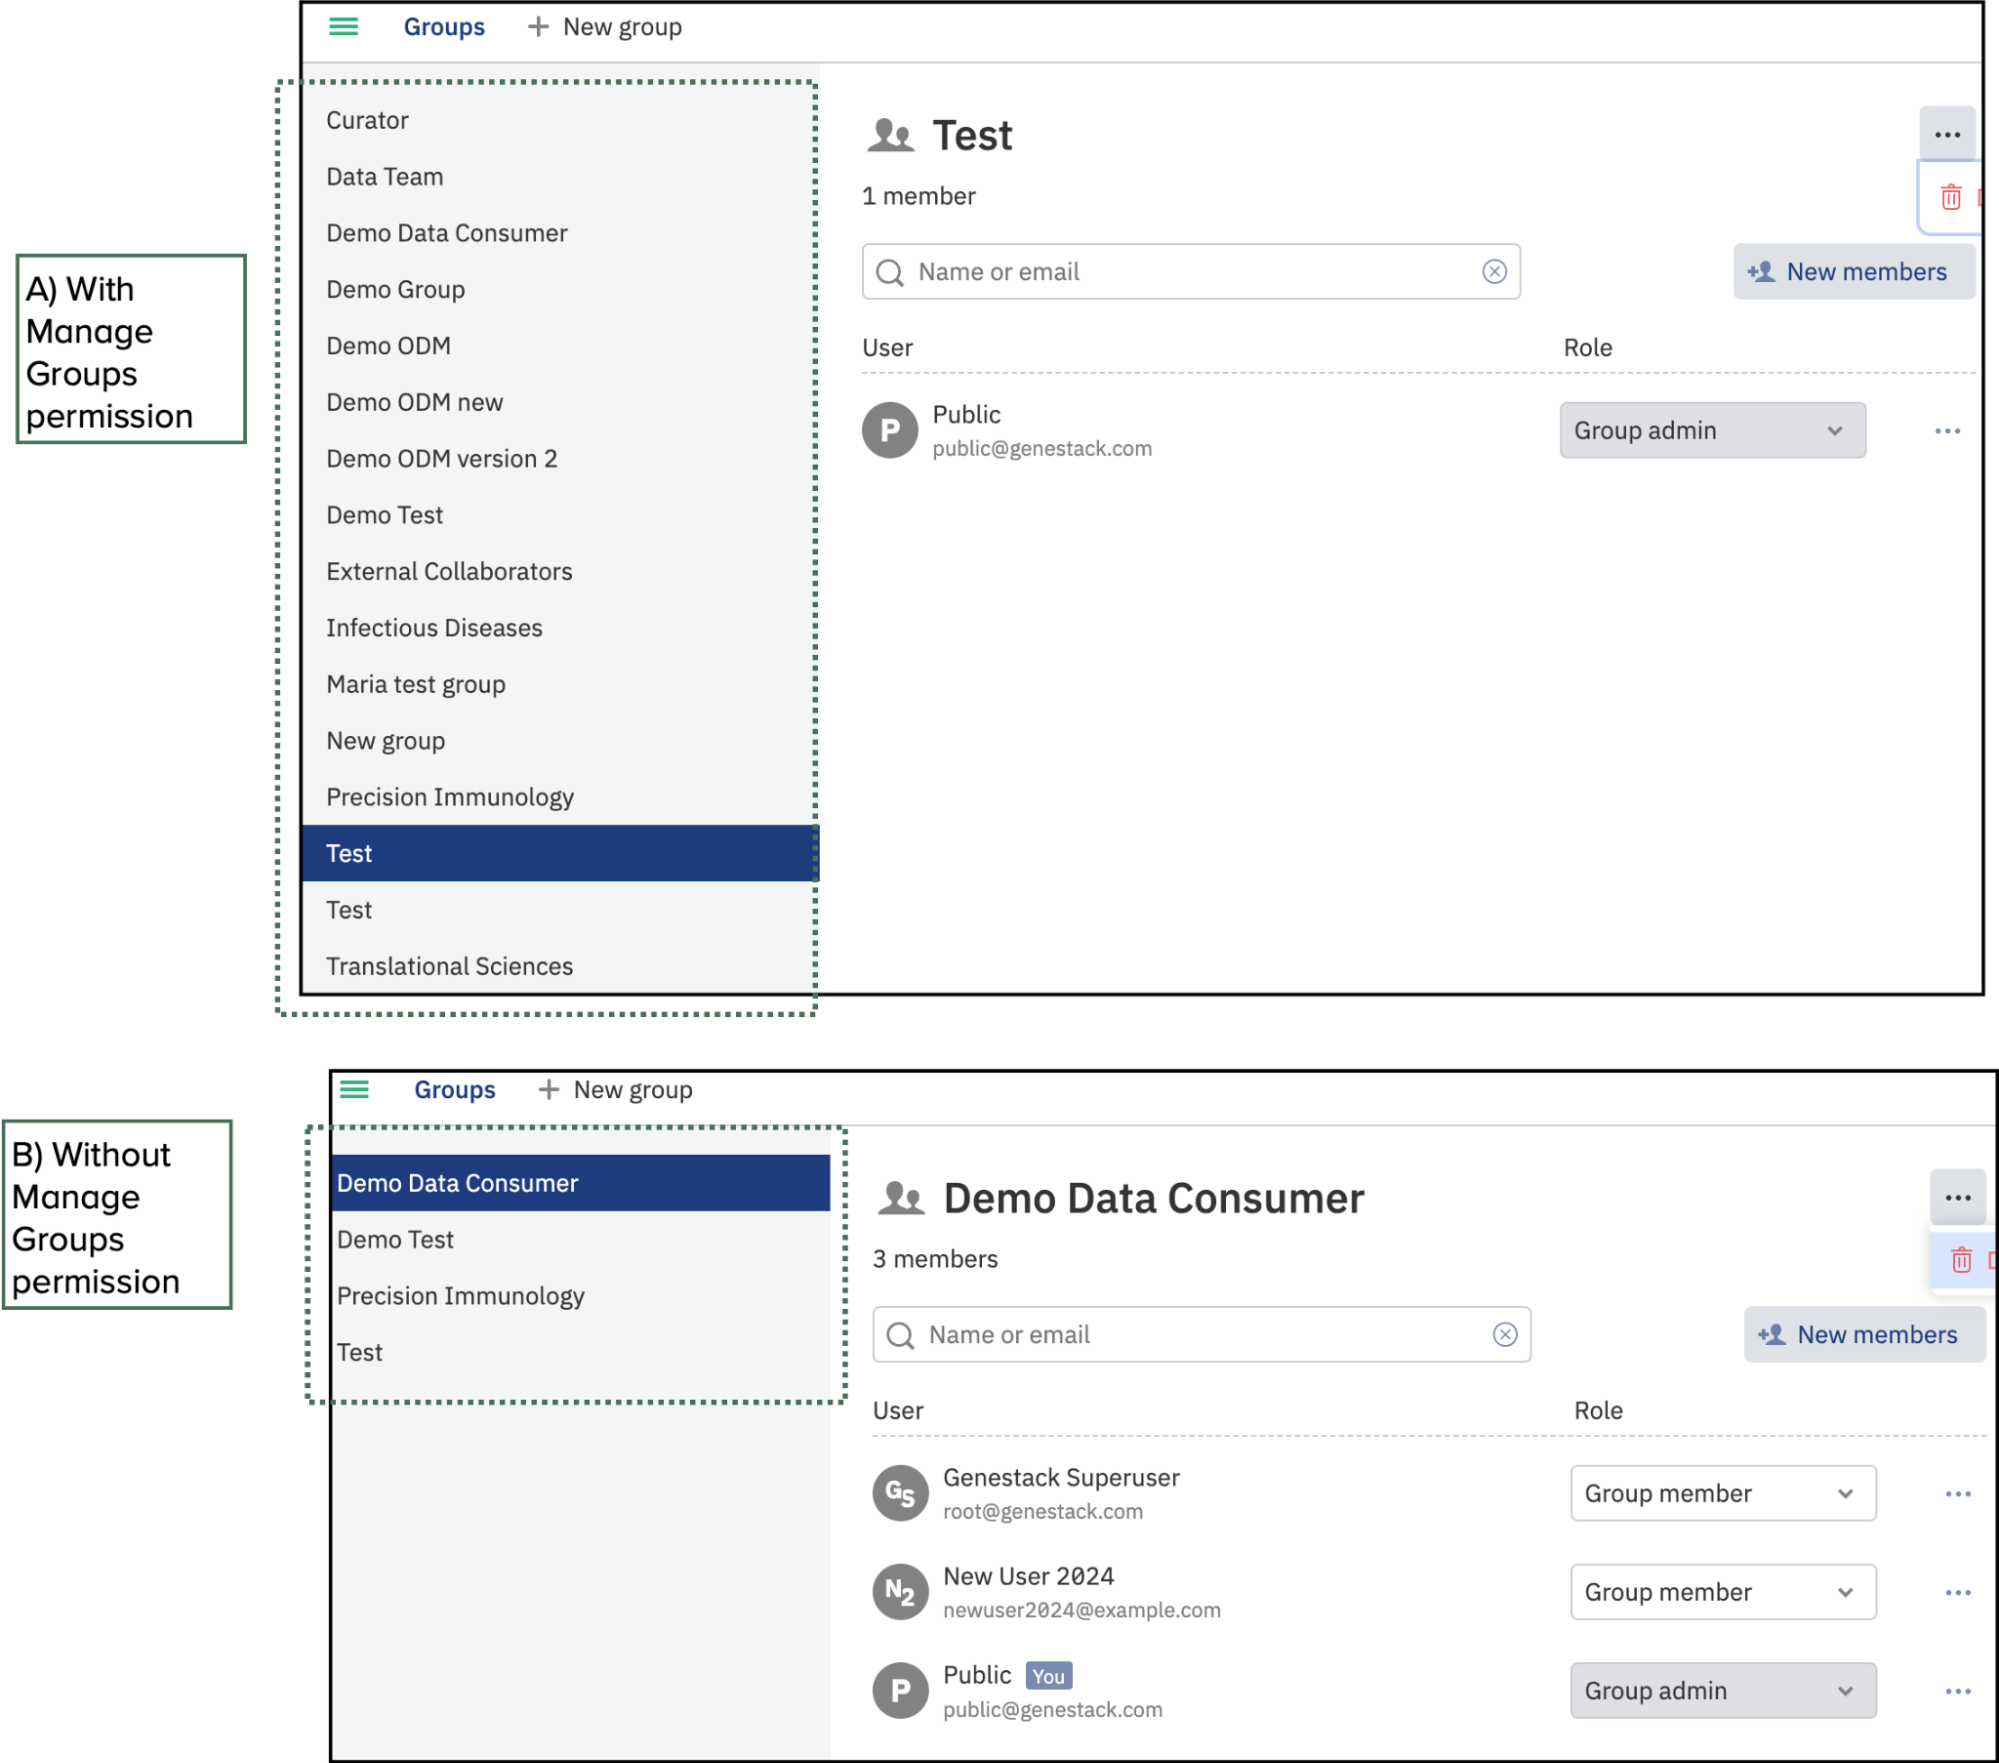 Groups + New group
A) With
Manage
Groups
permission
Curator
Data Team
Demo Data Consumer
Demo Group
Demo ODM
Demo ODM new
Demo ODM version 2
Demo Test
External Collaborators
Infectious Diseases
Maria test group
New group
Precision Immunology
Test
Test
Translational Sciences
Test
...
1 member
Name or email
New members
User Role
P Public
public@genestack.com
Group admin ...
Groups + New group
B) Without
Manage
Groups
permission
Demo Data Consumer
Demo Test
Precision Immunology
Test
Demo Data Consumer
...
3 members
Name or email
New members
User Role
GS Genestack Superuser
root@genestack.com
Group member ...
N2 New User 2024
newuser2024@example.com
Group member ...
P Public You
public@genestack.com
Group admin ...